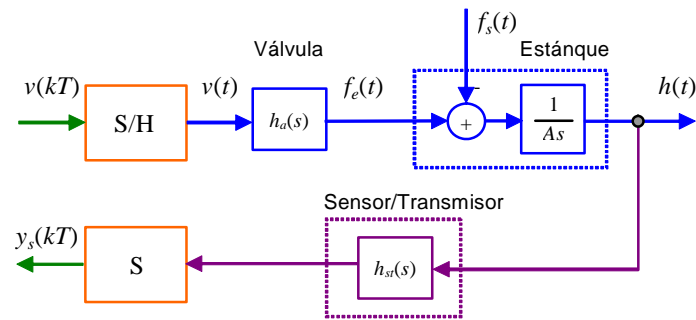 f_s(t)
Válvula
Estánque
v(kT)
v(t)
f_e(t)
h(t)
S/H
h_a(s)
-
+
1
As
Sensor/Transmisor
y_s(kT)
S
h_st(s)